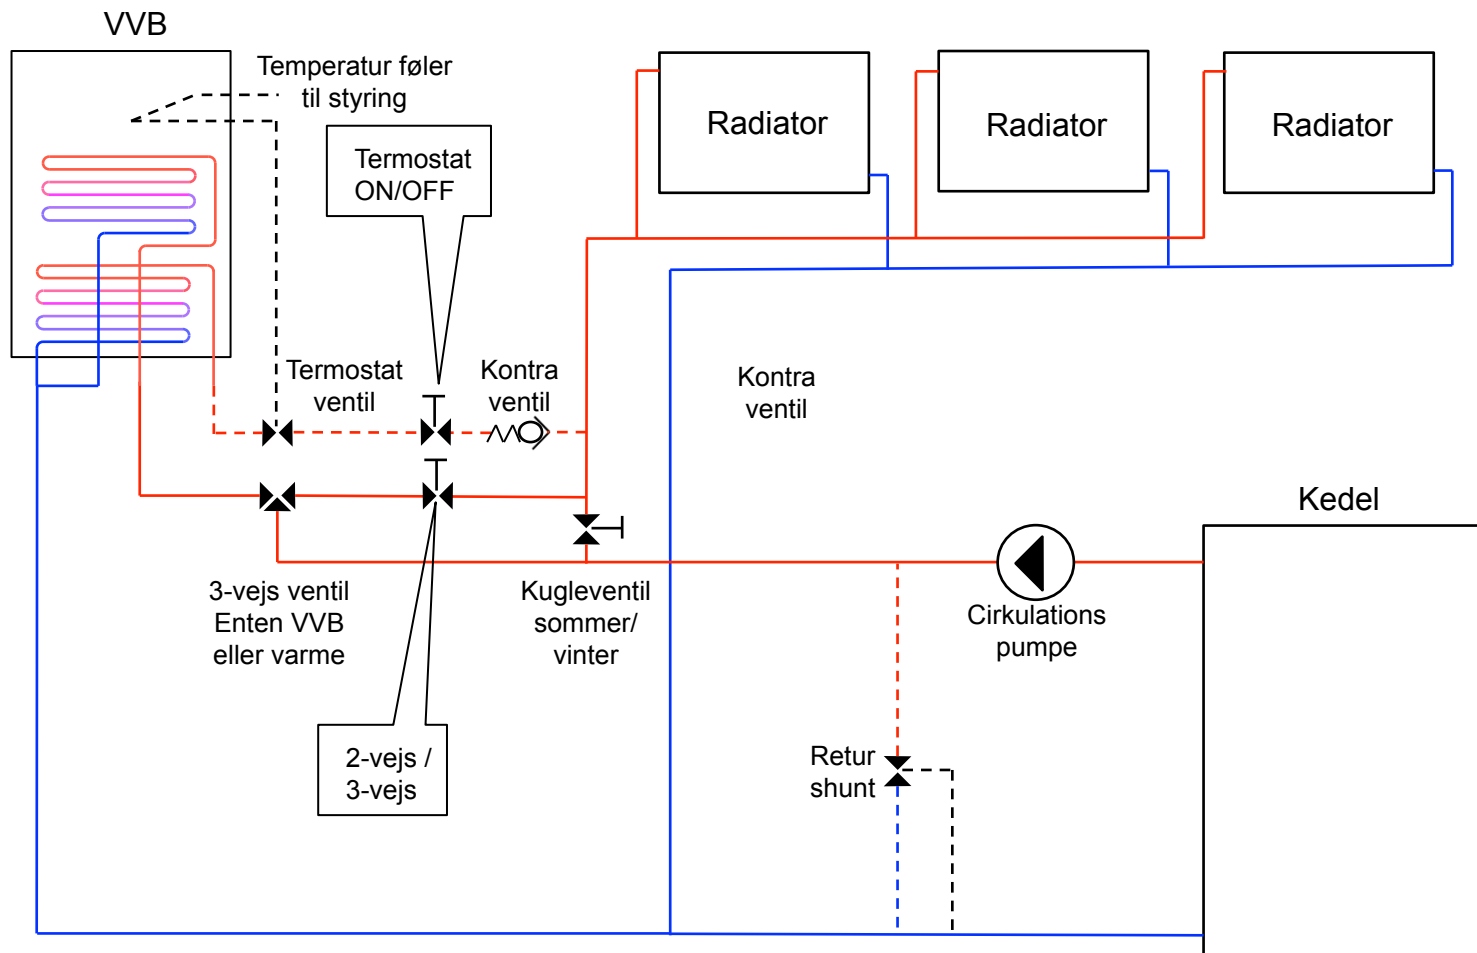 VVB
Temperatur føler
til styring
Termostat
ON/OFF
Radiator
Radiator
Radiator
Termostat
ventil
Kontra
ventil
Kontra
ventil
Kedel
3-vejs ventil
Enten VVB
eller varme
Kugleventil
sommer/
vinter
Cirkulations
pumpe
2-vejs /
3-vejs
Retur
shunt